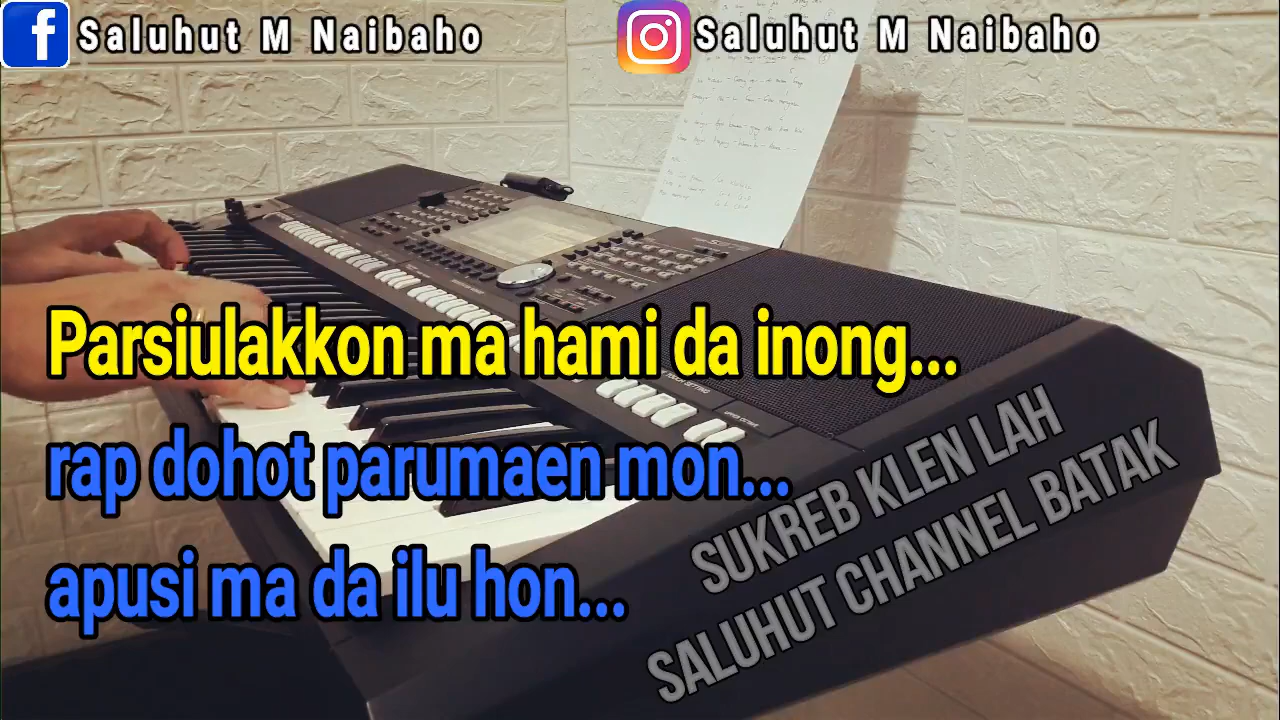 Saluhut M Naibaho
Saluhut M Naibaho
Parsiulakkon ma hami da inong...
rap dohot parumaen mon...
apusi ma da ilu hon...
SUKREB KLEN LAH
SALUHUT CHANNEL BATAK